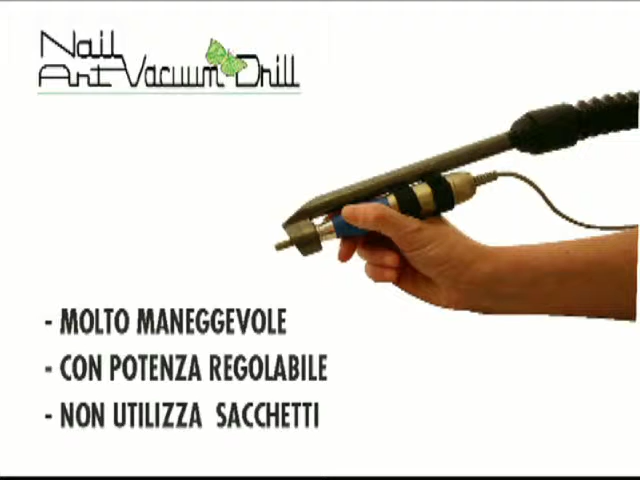 Nail
Art Vacuum Drill
- MOLTO MANEGGEVOLE
- CON POTENZA REGOLABILE
- NON UTILIZZA SACCHETTI